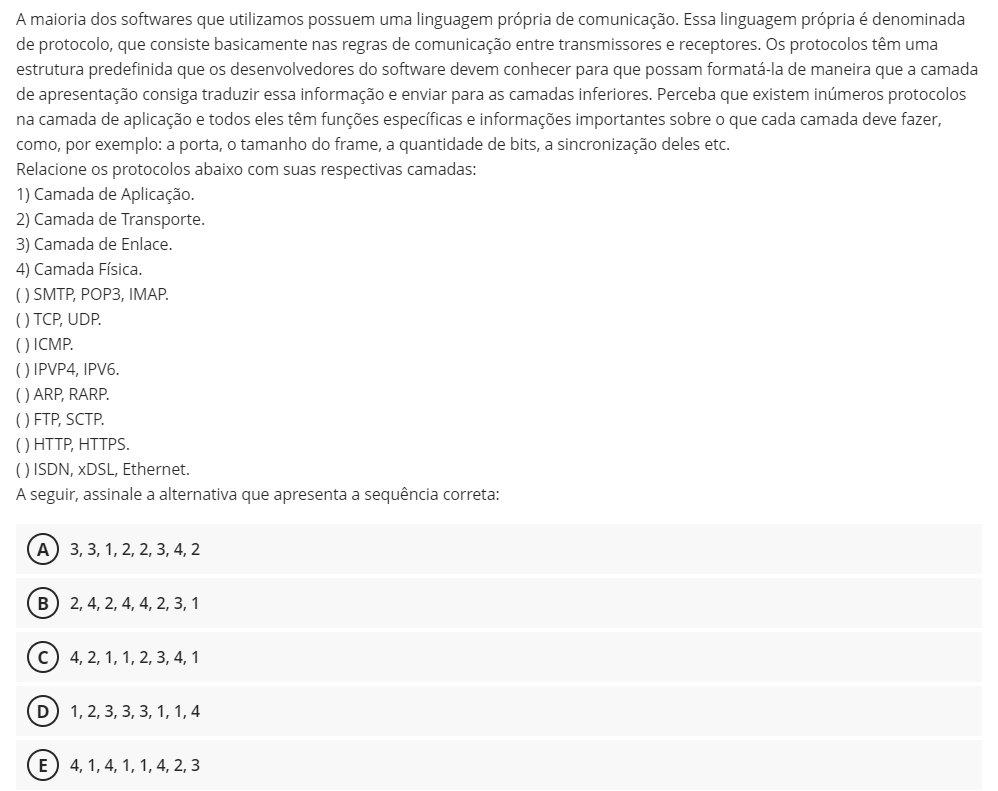 A maioria dos softwares que utilizamos possuem uma linguagem própria de comunicação. Essa linguagem própria é denominada
de protocolo, que consiste basicamente nas regras de comunicação entre transmissores e receptores. Os protocolos têm uma
estrutura predefinida que os desenvolvedores do software devem conhecer para que possam formatá-la de maneira que a camada
de apresentação consiga traduzir essa informação e enviar para as camadas inferiores. Perceba que existem inúmeros protocolos
na camada de aplicação e todos eles têm funções específicas e informações importantes sobre o que cada camada deve fazer,
como, por exemplo: a porta, o tamanho do frame, a quantidade de bits, a sincronização deles etc.
Relacione os protocolos abaixo com suas respectivas camadas:
1) Camada de Aplicação.
2) Camada de Transporte.
3) Camada de Enlace.
4) Camada Física.
( ) SMTP, POP3, IMAP.
( ) TCP, UDP.
( ) ICMP.
( ) IPVP4, IPV6.
( ) ARP, RARP.
( ) FTP, SCTP.
( ) HTTP, HTTPS.
( ) ISDN, xDSL, Ethernet.
A seguir, assinale a alternativa que apresenta a sequência correta:
A 3, 3, 1, 2, 2, 3, 4, 2
B 2, 4, 2, 4, 4, 2, 3, 1
C 4, 2, 1, 1, 2, 3, 4, 1
D 1, 2, 3, 3, 3, 1, 1, 4
E 4, 1, 4, 1, 1, 4, 2, 3